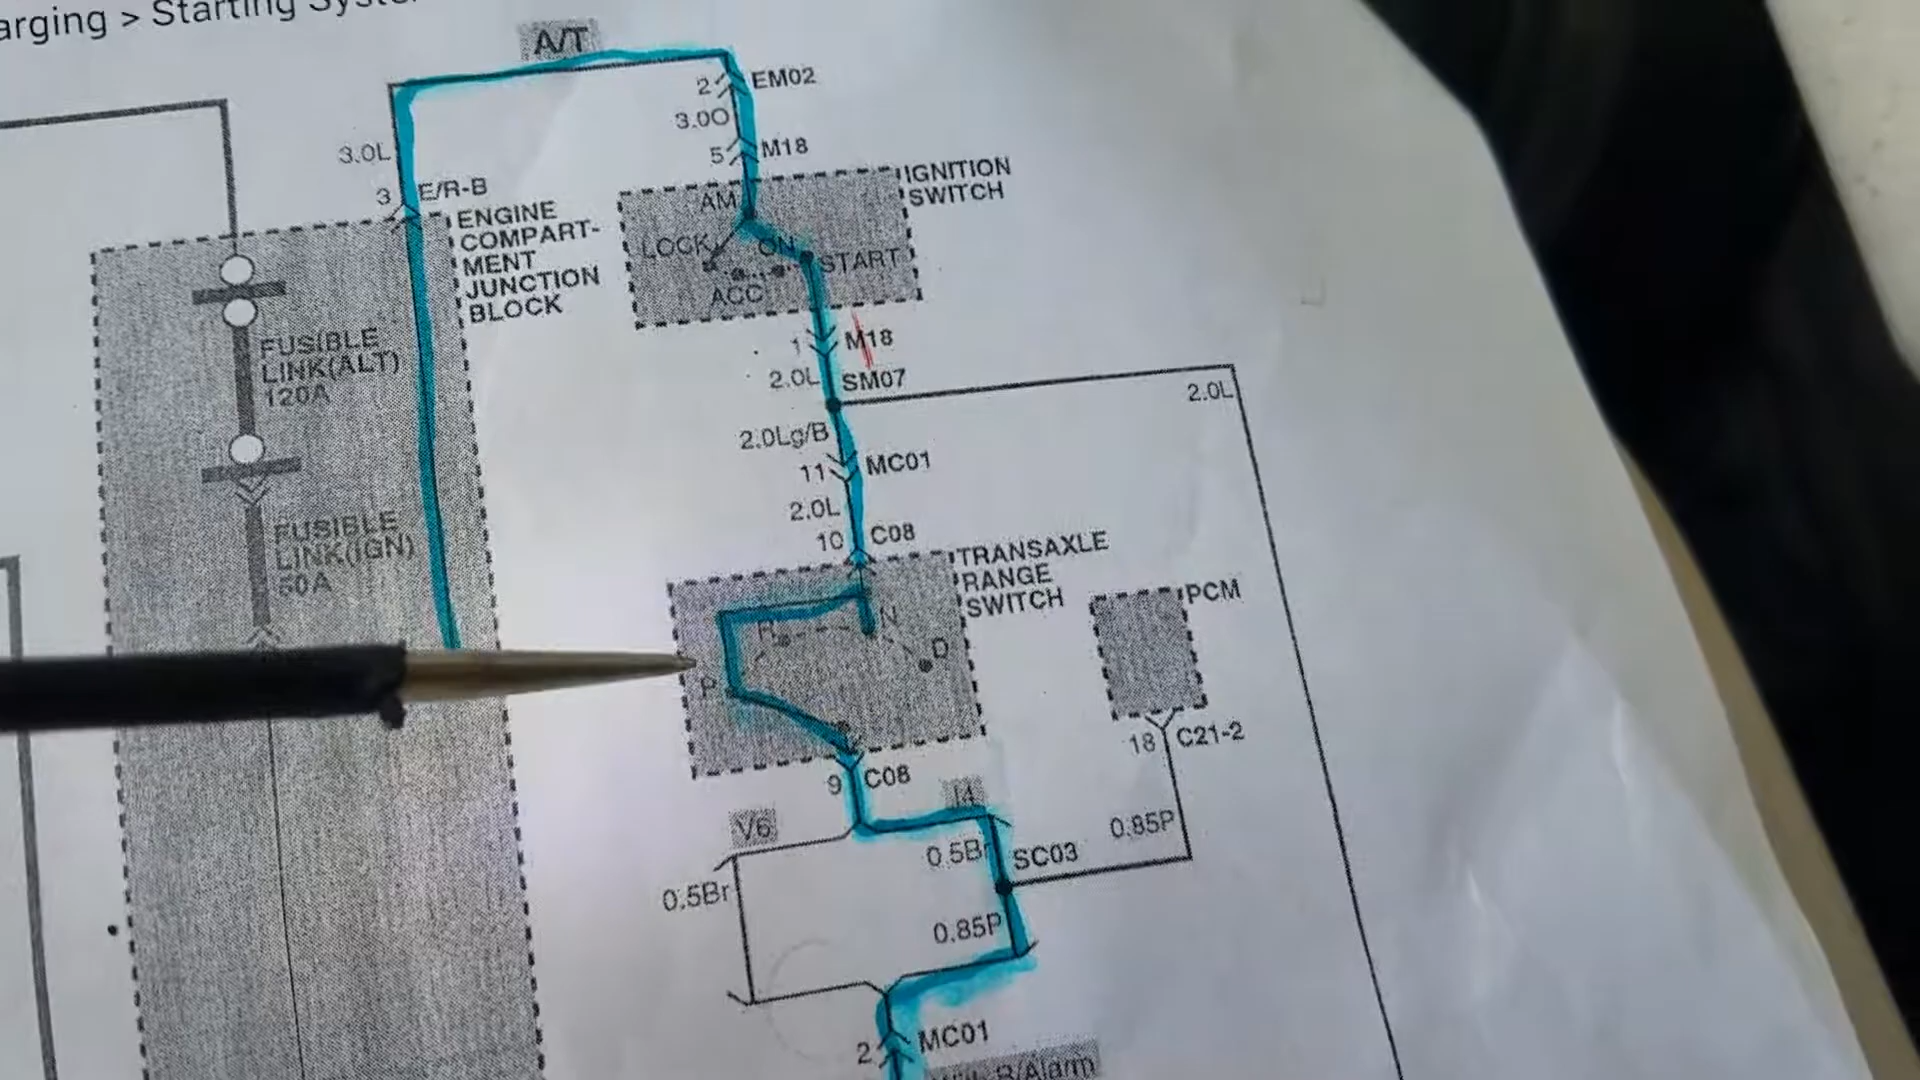 arging > Starting Syste
A/T
2
EM02
3.0O
5
M18
IGNITION
SWITCH
AM
LOCK
ON
START
ACC
3.0L
3
E/R-B
ENGINE
COMPART-
MENT
JUNCTION
BLOCK
FUSIBLE
LINK(ALT)
120A
FUSIBLE
LINK(IGN)
1
M18
2.0L
SM07
2.0L
2.0Lg/B
11
MC01
2.0L
10
C08
TRANSAXLE
RANGE
SWITCH
R
N
D
P
PCM
18
C21-2
9
C08
I4
V6
0.5Br
SC03
0.85P
0.5Br
0.85P
2
MC01
B/Alarm